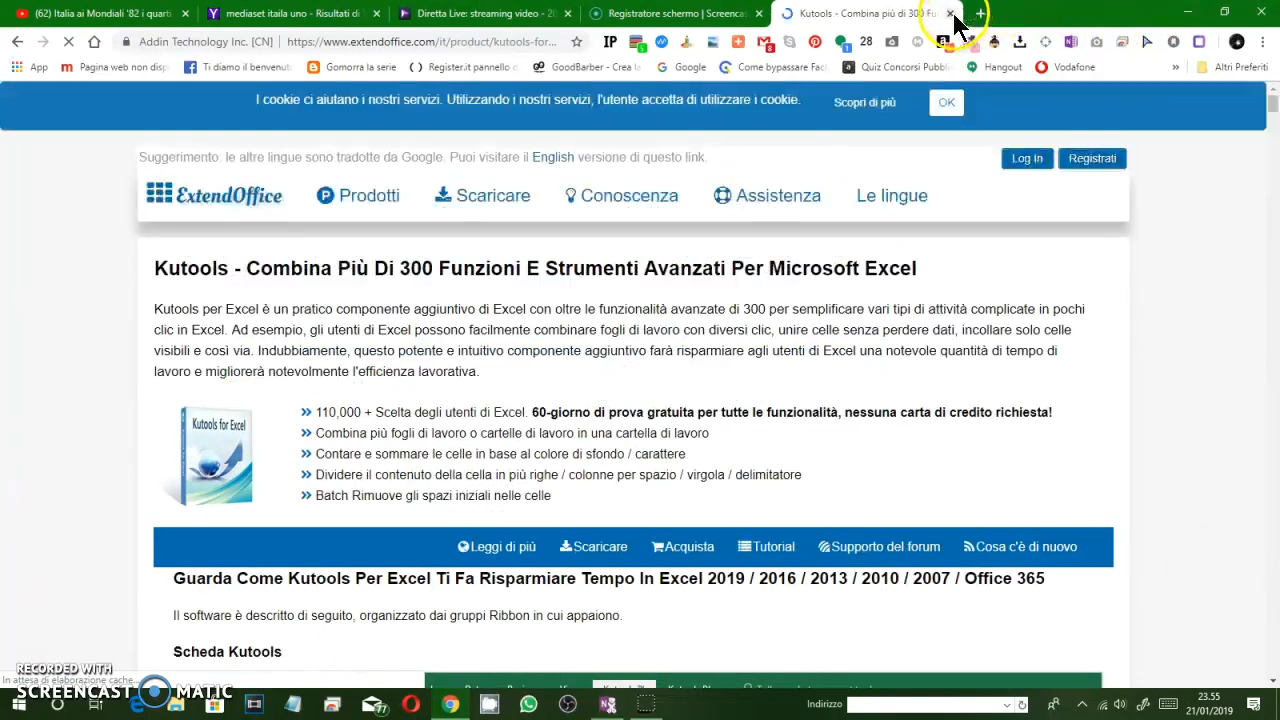 (62) Italia ai Mondiali '82 i quarti
mediaset itaila uno - Risultati di
Diretta Live: streaming video - 20
Registratore schermo | Screencas
Kutools - Combina più di 300 Fu
Addin Technology Inc. [CN]
https://www.extendoffice.com/it/product/kutools-for...
IP
28
App
Pagina web non dispo
Ti diamo il benvenuto
Gomorra la serie
Register.it pannello c
GoodBarber - Crea la
Google
Come bypassare Fac
Quiz Concorsi Pubbli
Hangout
Vodafone
»
Altri Preferiti
I cookie ci aiutano i nostri servizi. Utilizzando i nostri servizi, l'utente accetta di utilizzare i cookie.
Scopri di più
OK
Suggerimento: le altre lingue sono tradotte da Google. Puoi visitare il English versione di questo link.
Log In
Registrati
ExtendOffice
Prodotti
Scaricare
Conoscenza
Assistenza
Le lingue
Kutools - Combina Più Di 300 Funzioni E Strumenti Avanzati Per Microsoft Excel
Kutools per Excel è un pratico componente aggiuntivo di Excel con oltre le funzionalità avanzate di 300 per semplificare vari tipi di attività complicate in pochi
clic in Excel. Ad esempio, gli utenti di Excel possono facilmente combinare fogli di lavoro con diversi clic, unire celle senza perdere dati, incollare solo celle
visibili e così via. Indubbiamente, questo potente e intuitivo componente aggiuntivo farà risparmiare agli utenti di Excel una notevole quantità di tempo di
lavoro e migliorerà notevolmente l'efficienza lavorativa.
Kutools for Excel
» 110,000 + Scelta degli utenti di Excel. 60-giorno di prova gratuita per tutte le funzionalità, nessuna carta di credito richiesta!
» Combina più fogli di lavoro o cartelle di lavoro in una cartella di lavoro
» Contare e sommare le celle in base al colore di sfondo / carattere
» Dividere il contenuto della cella in più righe / colonne per spazio / virgola / delimitatore
» Batch Rimuove gli spazi iniziali nelle celle
Leggi di più
Scaricare
Acquista
Tutorial
Supporto del forum
Cosa c'è di nuovo
Guarda Come Kutools Per Excel Ti Fa Risparmiare Tempo In Excel 2019 / 2016 / 2013 / 2010 / 2007 / Office 365
Il software è descritto di seguito, organizzato dai gruppi Ribbon in cui appaiono.
Scheda Kutools
RECORDED WITH
In attesa di elaborazione cache...
SCREENCAST MATIC
Indirizzo
23.55
21/01/2019